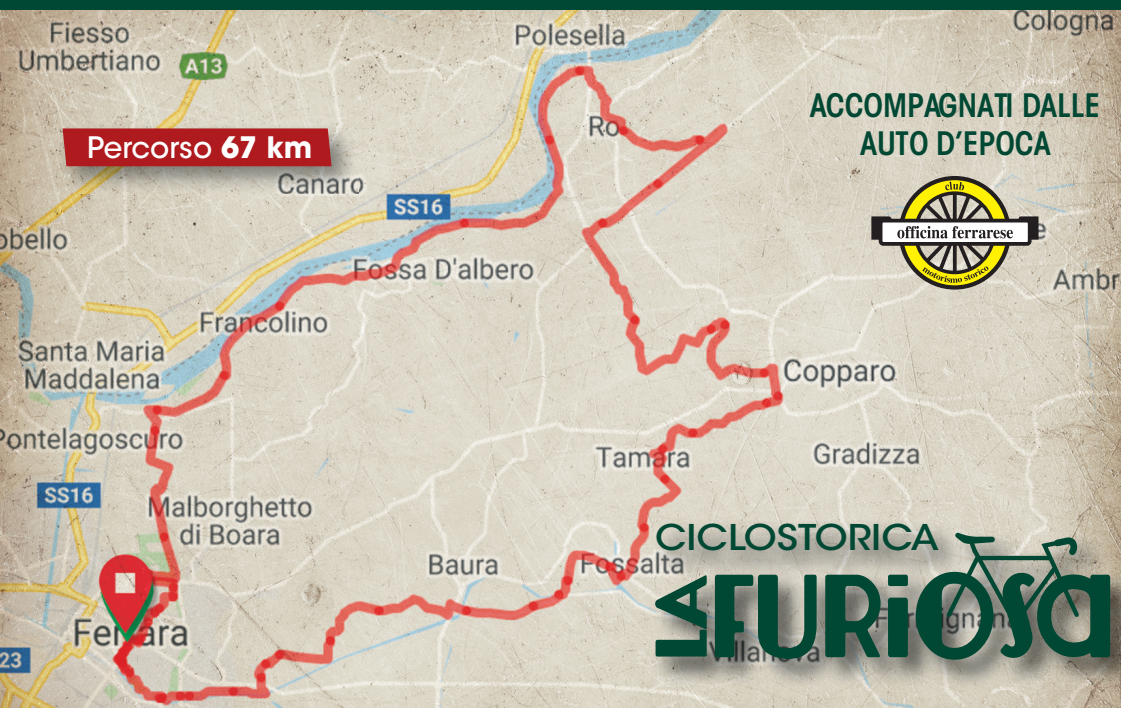 Fiesso
Umbertiano
A13
Polesella
Cologna
ACCOMPAGNATI DALLE
AUTO D'EPOCA
Percorso 67 km
Ro
Canaro
SS16
club
officina ferrarese
motorismo storico
obello
Fossa D'albero
Ambr
Francolino
Santa Maria
Maddalena
Copparo
Pontelagoscuro
Tamara
Gradizza
SS16
Malborghetto
di Boara
CICLOSTORICA
Baura
Fossalta
LA FURiOSa
Ferrara
Villanova
23